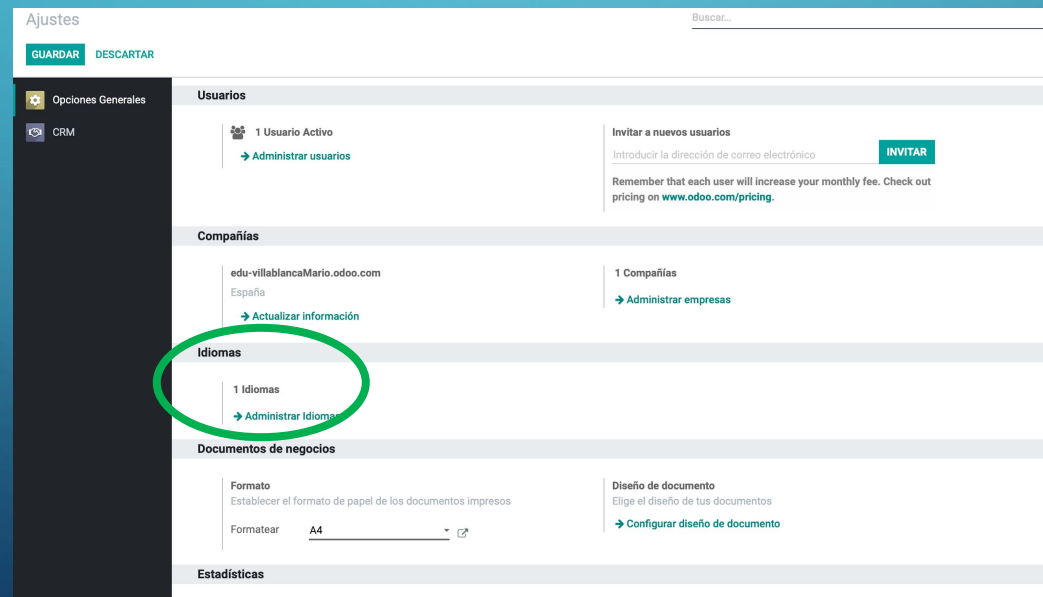 Ajustes
Buscar...
GUARDAR DESCARTAR
Opciones Generales
CRM
Usuarios
1 Usuario Activo
Administrar usuarios
Invitar a nuevos usuarios
Introducir la dirección de correo electrónico INVITAR
Remember that each user will increase your monthly fee. Check out
pricing on www.odoo.com/pricing.
Compañías
edu-villablancaMario.odoo.com
España
Actualizar información
1 Compañías
Administrar empresas
Idiomas
1 Idiomas
Administrar Idiomas
Documentos de negocios
Formato
Establecer el formato de papel de los documentos impresos
Formatear A4
Diseño de documento
Elige el diseño de tus documentos
Configurar diseño de documento
Estadísticas